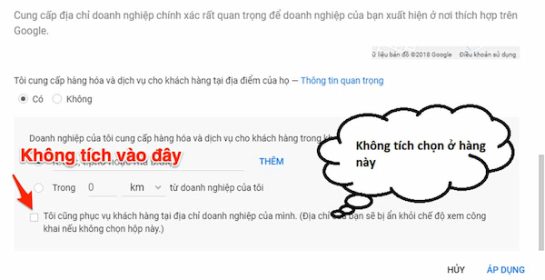 Cung cấp địa chỉ doanh nghiệp chính xác rất quan trọng để doanh nghiệp của bạn xuất hiện ở nơi thích hợp trên
Google.
ữ liệu bản đồ ©2018 Google Điều khoản sử dụng
Tôi cung cấp hàng hóa và dịch vụ cho khách hàng tại địa điểm của họ — Thông tin quan trọng
Có Không
Doanh nghiệp của tôi cung cấp hàng hóa và dịch vụ cho khách hàng trong
Không tích vào đây
THÊM
Không tích chọn ở hàng
này
Trong 0 km từ doanh nghiệp của tôi
Tôi cũng phục vụ khách hàng tại địa chỉ doanh nghiệp của mình. (Địa chỉ bạn sẽ bị ẩn khỏi chế độ xem công
khai nếu không chọn hộp này.)
HỦY ÁP DỤNG